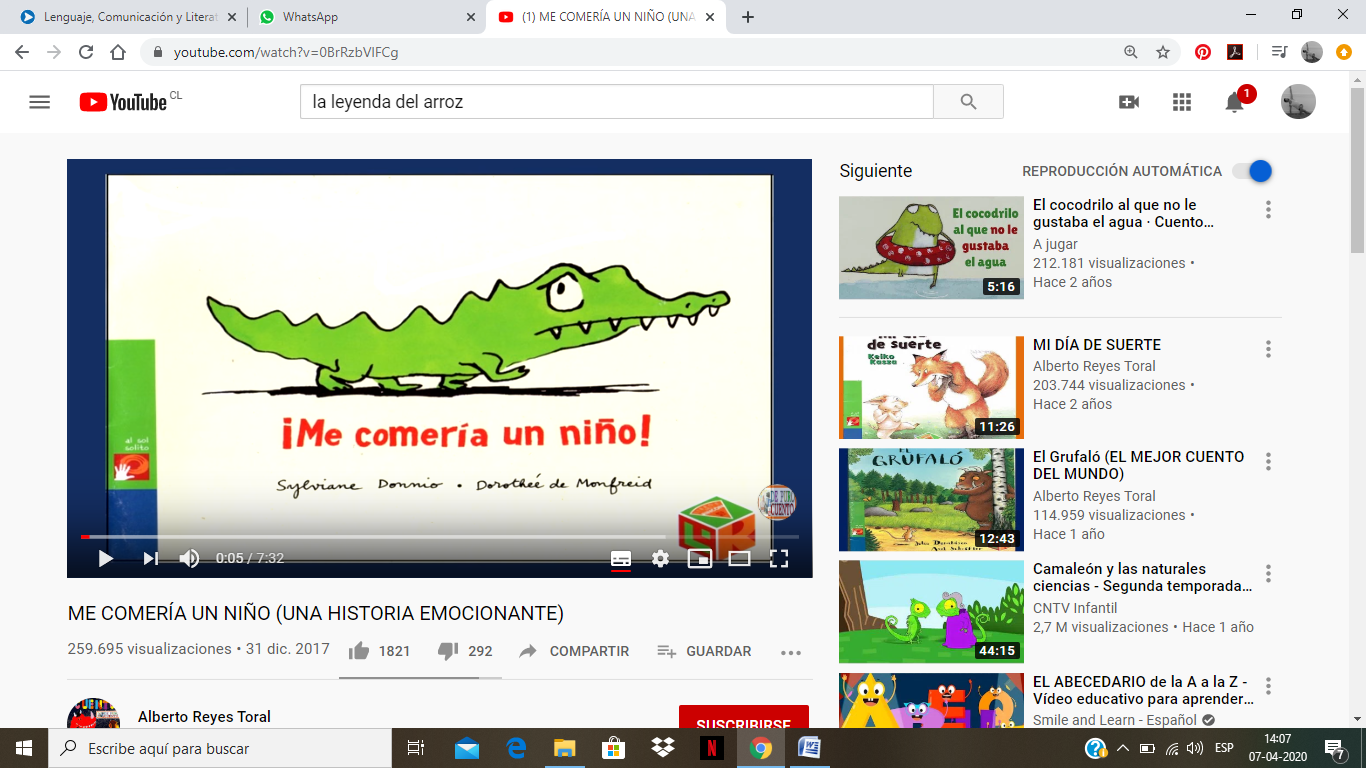 Lenguaje, Comunicación y Literat
WhatsApp
(1) ME COMERÍA UN NIÑO (UNA
youtube.com/watch?v=0BrRzbVIFCg
YouTube CL
la leyenda del arroz
1
¡Me comería un niño!
Sylviane Donnio • Dorotheé de Monfreid
al sol
solito
0:05 / 7:32
ME COMERÍA UN NIÑO (UNA HISTORIA EMOCIONANTE)
259.695 visualizaciones • 31 dic. 2017
1821
292
COMPARTIR
GUARDAR
Alberto Reyes Toral
SUSCRIBIRSE
Siguiente
REPRODUCCIÓN AUTOMÁTICA
El cocodrilo
al que no le
gustaba
el agua
5:16
El cocodrilo al que no le
gustaba el agua · Cuento...
A jugar
212.181 visualizaciones •
Hace 2 años
de suerte
Keiko
Kasza
11:26
MI DÍA DE SUERTE
Alberto Reyes Toral
203.744 visualizaciones •
Hace 2 años
GRUFALÓ
12:43
El Grufaló (EL MEJOR CUENTO
DEL MUNDO)
Alberto Reyes Toral
114.959 visualizaciones •
Hace 1 año
44:15
Camaleón y las naturales
ciencias - Segunda temporada...
CNTV Infantil
2,7 M visualizaciones • Hace 1 año
EL ABECEDARIO de la A a la Z -
Vídeo educativo para aprender...
Smile and Learn - Español
Escribe aquí para buscar
ESP
14:07
07-04-2020
7